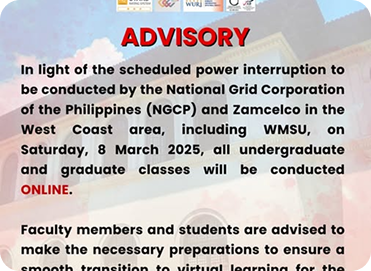 WURI
ADVISORY
In light of the scheduled power interruption to
be conducted by the National Grid Corporation
of the Philippines (NGCP) and Zamcelco in the
West Coast area, including WMSU, on
Saturday, 8 March 2025, all undergraduate
and graduate classes will be conducted
ONLINE.
Faculty members and students are advised to
make the necessary preparations to ensure a
smooth transition to virtual learning for the